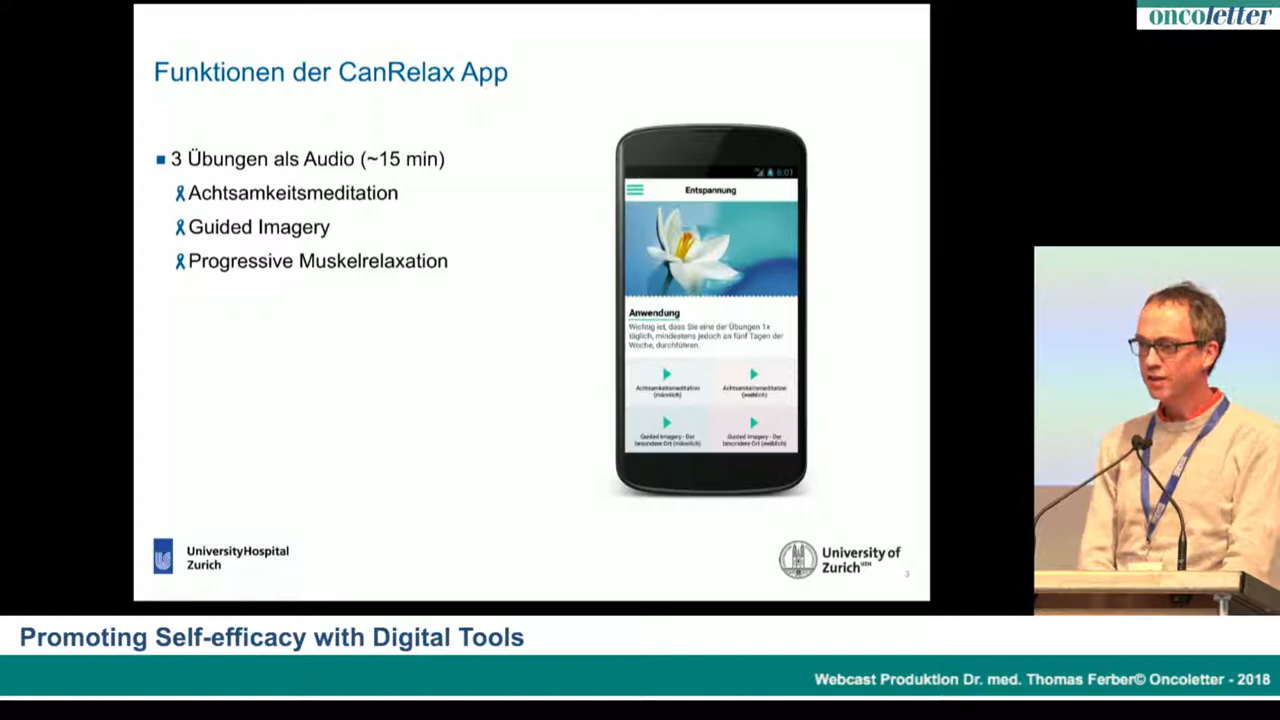 oncoletter
Funktionen der CanRelax App
3 Übungen als Audio (~15 min)
Achtsamkeitsmeditation
Guided Imagery
Progressive Muskelrelaxation
6:01
Entspannung
Anwendung
Wichtig ist, dass Sie eine der Übungen 1x
täglich, mindestens jedoch an fünf Tagen der
Woche, durchführen.
Achtsamkeitsmeditation
(männlich)
Achtsamkeitsmeditation
(weiblich)
Guided Imagery - Der
besondere Ort (männlich)
Guided Imagery - Der
besondere Ort (weiblich)
UniversityHospital
Zurich
University of
Zurich UZH
3
Promoting Self-efficacy with Digital Tools
Webcast Produktion Dr. med. Thomas Ferber© Oncoletter - 2018